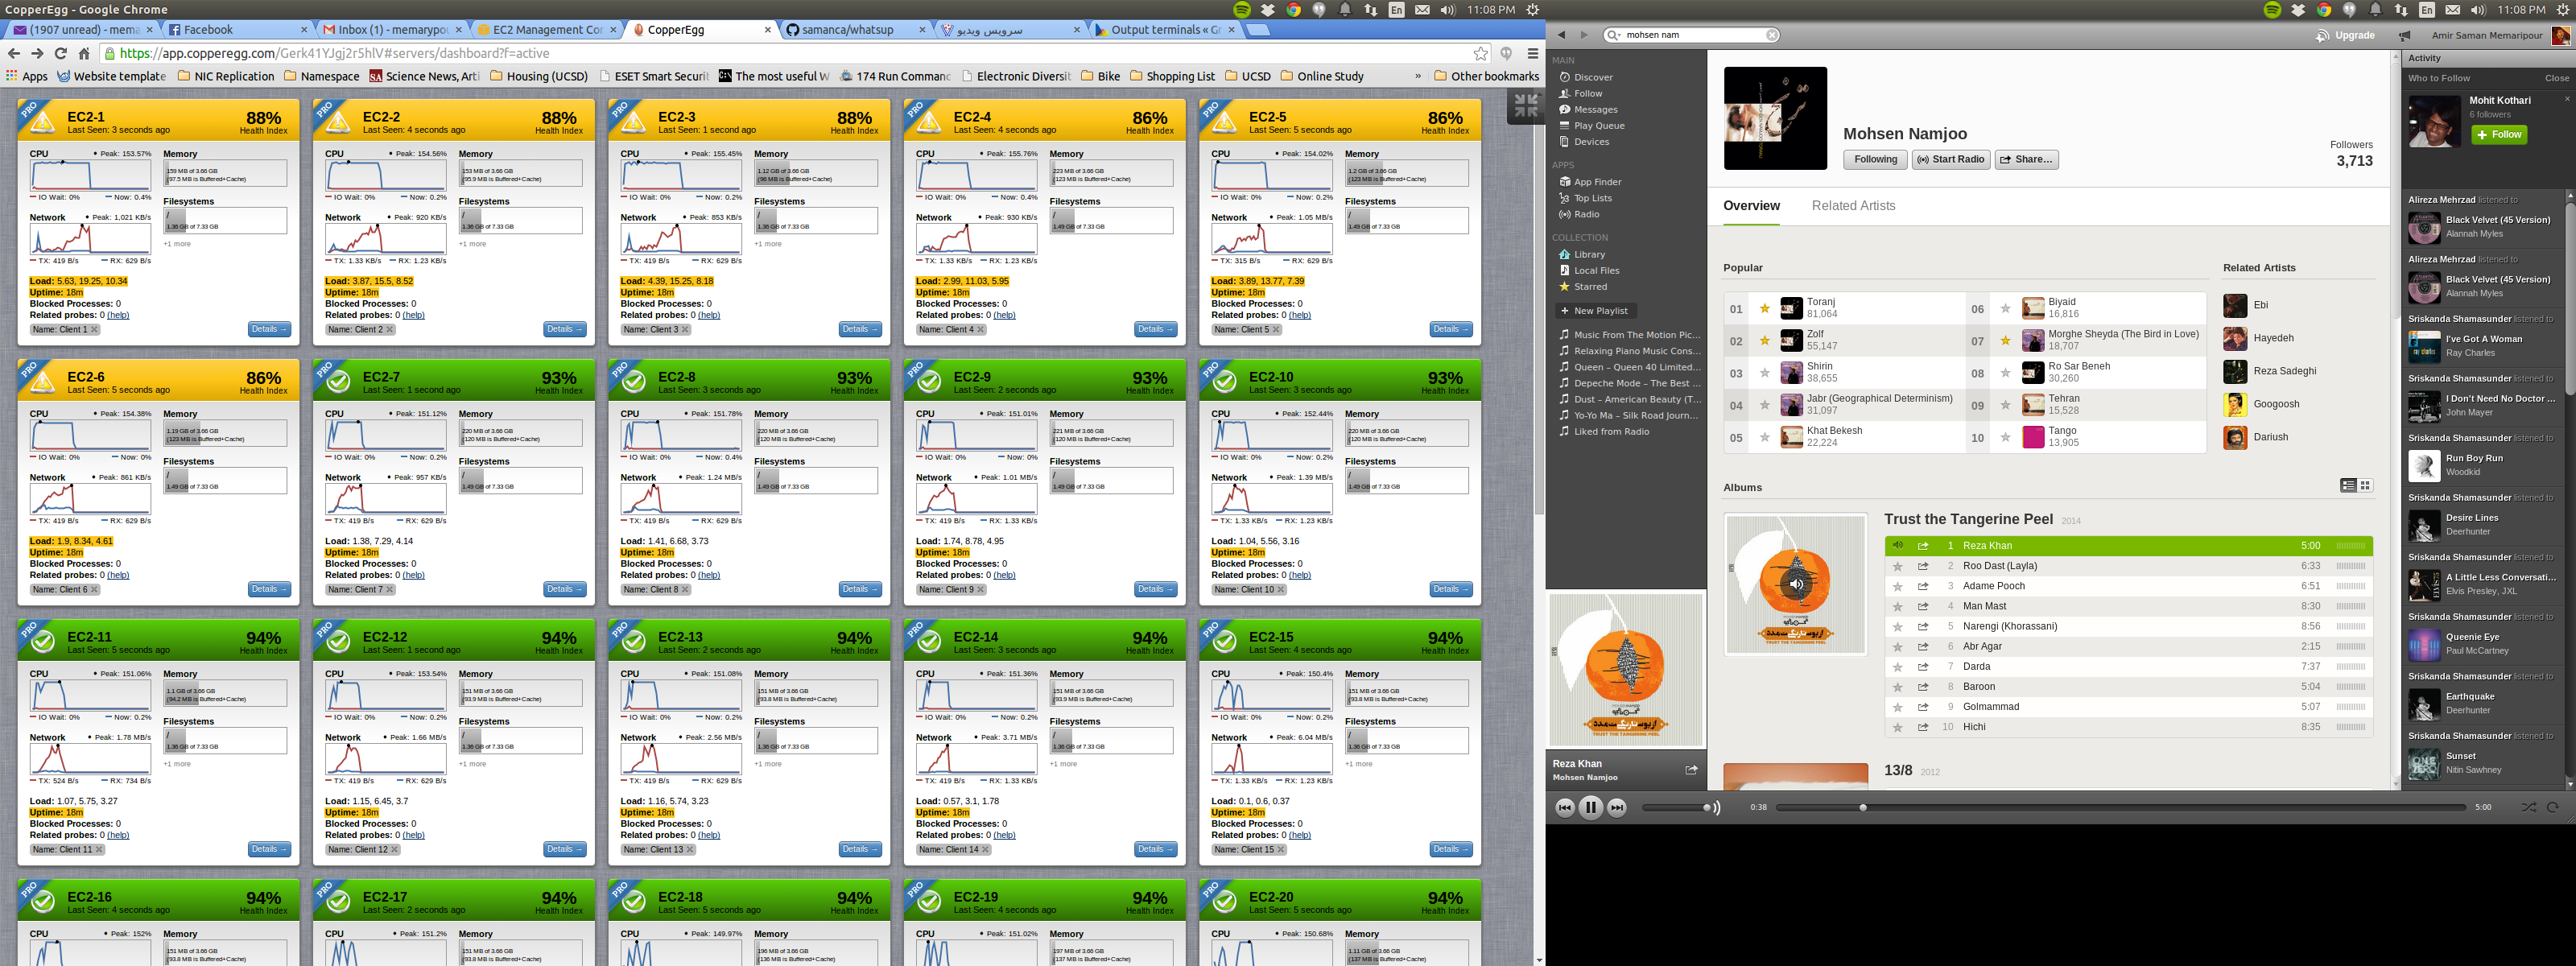 CopperEgg - Google Chrome
11:08 PM
(1907 unread) - mema
Facebook
Inbox (1) - memarypou
EC2 Management Con
CopperEgg
samanca/whatsup
سرویس ویدیو
Output terminals « Gn
https://app.copperegg.com/Gerk41YJgj2r5hlV#servers/dashboard?f=active
Apps
Website template
NIC Replication
Namespace
Science News, Arti
Housing (UCSD)
ESET Smart Securit
The most useful W
174 Run Comman
Electronic Diversit
Bike
Shopping List
UCSD
Online Study
Other bookmarks
EC2-1 88%
Last Seen: 3 seconds ago Health Index
CPU Peak: 153.57% Memory
159 MB of 3.66 GB
(97.5 MB is Buffered+Cache)
IO Wait: 0% Now: 0.4%
Filesystems
Network Peak: 1,021 KB/s
/
1.36 GB of 7.33 GB
+1 more
TX: 419 B/s RX: 629 B/s
Load: 5.63, 19.25, 10.34
Uptime: 18m
Blocked Processes: 0
Related probes: 0 (help)
Name: Client 1 Details →
EC2-2 88%
Last Seen: 4 seconds ago Health Index
CPU Peak: 154.56% Memory
153 MB of 3.66 GB
(95.9 MB is Buffered+Cache)
IO Wait: 0% Now: 0.4%
Filesystems
Network Peak: 920 KB/s
/
1.36 GB of 7.33 GB
+1 more
TX: 1.33 KB/s RX: 1.23 KB/s
Load: 3.87, 15.5, 8.52
Uptime: 18m
Blocked Processes: 0
Related probes: 0 (help)
Name: Client 2 Details →
EC2-3 88%
Last Seen: 1 second ago Health Index
CPU Peak: 155.45% Memory
1.12 GB of 3.66 GB
(96 MB is Buffered+Cache)
IO Wait: 0% Now: 0.4%
Filesystems
Network Peak: 853 KB/s
/
1.36 GB of 7.33 GB
+1 more
TX: 419 B/s RX: 629 B/s
Load: 4.39, 15.25, 8.18
Uptime: 18m
Blocked Processes: 0
Related probes: 0 (help)
Name: Client 3 Details →
EC2-4 86%
Last Seen: 4 seconds ago Health Index
CPU Peak: 155.76% Memory
223 MB of 3.66 GB
(123 MB is Buffered+Cache)
IO Wait: 0% Now: 0.4%
Filesystems
Network Peak: 930 KB/s
/
1.49 GB of 7.33 GB
TX: 1.33 KB/s RX: 1.23 KB/s
Load: 2.99, 11.03, 5.95
Uptime: 18m
Blocked Processes: 0
Related probes: 0 (help)
Name: Client 4 Details →
EC2-5 86%
Last Seen: 5 seconds ago Health Index
CPU Peak: 154.02% Memory
1.2 GB of 3.66 GB
(123 MB is Buffered+Cache)
IO Wait: 0% Now: 0.2%
Filesystems
Network Peak: 1.05 MB/s
/
1.49 GB of 7.33 GB
TX: 315 B/s RX: 629 B/s
Load: 3.89, 13.77, 7.39
Uptime: 18m
Blocked Processes: 0
Related probes: 0 (help)
Name: Client 5 Details →
EC2-6 86%
Last Seen: 5 seconds ago Health Index
CPU Peak: 154.38% Memory
1.19 GB of 3.66 GB
(123 MB is Buffered+Cache)
IO Wait: 0% Now: 0%
Filesystems
Network Peak: 861 KB/s
/
1.49 GB of 7.33 GB
TX: 419 B/s RX: 629 B/s
Load: 1.9, 8.34, 4.61
Uptime: 18m
Blocked Processes: 0
Related probes: 0 (help)
Name: Client 6 Details →
EC2-7 93%
Last Seen: 1 second ago Health Index
CPU Peak: 151.12% Memory
220 MB of 3.66 GB
(120 MB is Buffered+Cache)
IO Wait: 0% Now: 0.2%
Filesystems
Network Peak: 957 KB/s
/
1.49 GB of 7.33 GB
TX: 419 B/s RX: 629 B/s
Load: 1.38, 7.29, 4.14
Uptime: 18m
Blocked Processes: 0
Related probes: 0 (help)
Name: Client 7 Details →
EC2-8 93%
Last Seen: 3 seconds ago Health Index
CPU Peak: 151.78% Memory
220 MB of 3.66 GB
(120 MB is Buffered+Cache)
IO Wait: 0% Now: 0.4%
Filesystems
Network Peak: 1.24 MB/s
/
1.49 GB of 7.33 GB
TX: 419 B/s RX: 629 B/s
Load: 1.41, 6.68, 3.73
Uptime: 18m
Blocked Processes: 0
Related probes: 0 (help)
Name: Client 8 Details →
EC2-9 93%
Last Seen: 2 seconds ago Health Index
CPU Peak: 151.01% Memory
221 MB of 3.66 GB
(120 MB is Buffered+Cache)
IO Wait: 0% Now: 0.2%
Filesystems
Network Peak: 1.01 MB/s
/
1.49 GB of 7.33 GB
TX: 419 B/s RX: 1.33 KB/s
Load: 1.74, 8.78, 4.95
Uptime: 18m
Blocked Processes: 0
Related probes: 0 (help)
Name: Client 9 Details →
EC2-10 93%
Last Seen: 3 seconds ago Health Index
CPU Peak: 152.44% Memory
220 MB of 3.66 GB
(120 MB is Buffered+Cache)
IO Wait: 0% Now: 0.2%
Filesystems
Network Peak: 1.39 MB/s
/
1.49 GB of 7.33 GB
TX: 1.33 KB/s RX: 1.23 KB/s
Load: 1.04, 5.56, 3.16
Uptime: 18m
Blocked Processes: 0
Related probes: 0 (help)
Name: Client 10 Details →
EC2-11 94%
Last Seen: 5 seconds ago Health Index
CPU Peak: 151.06% Memory
1.1 GB of 3.66 GB
(94.2 MB is Buffered+Cache)
IO Wait: 0% Now: 0.2%
Filesystems
Network Peak: 1.78 MB/s
/
1.36 GB of 7.33 GB
+1 more
TX: 524 B/s RX: 734 B/s
Load: 1.07, 5.75, 3.27
Uptime: 18m
Blocked Processes: 0
Related probes: 0 (help)
Name: Client 11 Details →
EC2-12 94%
Last Seen: 1 second ago Health Index
CPU Peak: 153.54% Memory
151 MB of 3.66 GB
(93.9 MB is Buffered+Cache)
IO Wait: 0% Now: 0.2%
Filesystems
Network Peak: 1.66 MB/s
/
1.36 GB of 7.33 GB
+1 more
TX: 419 B/s RX: 629 B/s
Load: 1.15, 6.45, 3.7
Uptime: 18m
Blocked Processes: 0
Related probes: 0 (help)
Name: Client 12 Details →
EC2-13 94%
Last Seen: 2 seconds ago Health Index
CPU Peak: 151.08% Memory
151 MB of 3.66 GB
(93.8 MB is Buffered+Cache)
IO Wait: 0% Now: 0.2%
Filesystems
Network Peak: 2.56 MB/s
/
1.36 GB of 7.33 GB
+1 more
TX: 419 B/s RX: 629 B/s
Load: 1.16, 5.74, 3.23
Uptime: 18m
Blocked Processes: 0
Related probes: 0 (help)
Name: Client 13 Details →
EC2-14 94%
Last Seen: 3 seconds ago Health Index
CPU Peak: 151.36% Memory
151 MB of 3.66 GB
(93.9 MB is Buffered+Cache)
IO Wait: 0% Now: 0.2%
Filesystems
Network Peak: 3.71 MB/s
/
1.36 GB of 7.33 GB
+1 more
TX: 419 B/s RX: 1.33 KB/s
Load: 0.57, 3.1, 1.78
Uptime: 18m
Blocked Processes: 0
Related probes: 0 (help)
Name: Client 14 Details →
EC2-15 94%
Last Seen: 4 seconds ago Health Index
CPU Peak: 150.4% Memory
151 MB of 3.66 GB
(93.8 MB is Buffered+Cache)
IO Wait: 0% Now: 0.2%
Filesystems
Network Peak: 6.04 MB/s
/
1.36 GB of 7.33 GB
+1 more
TX: 1.33 KB/s RX: 629 B/s
Load: 0.1, 0.6, 0.37
Uptime: 18m
Blocked Processes: 0
Related probes: 0 (help)
Name: Client 15 Details →
EC2-16 94%
Last Seen: 4 seconds ago Health Index
CPU Peak: 152% Memory
151 MB of 3.66 GB
(93.8 MB is Buffered+Cache)
EC2-17 94%
Last Seen: 2 seconds ago Health Index
CPU Peak: 151.2% Memory
151 MB of 3.66 GB
(93.8 MB is Buffered+Cache)
EC2-18 94%
Last Seen: 5 seconds ago Health Index
CPU Peak: 149.97% Memory
196 MB of 3.66 GB
(136 MB is Buffered+Cache)
EC2-19 94%
Last Seen: 4 seconds ago Health Index
CPU Peak: 151.02% Memory
197 MB of 3.66 GB
(137 MB is Buffered+Cache)
EC2-20 94%
Last Seen: 5 seconds ago Health Index
CPU Peak: 150.68% Memory
1.11 GB of 3.66 GB
(137 MB is Buffered+Cache)
11:08 PM
mohsen nam
Upgrade
Amir Saman Memaripour
MAIN
Discover
Follow
Messages
Play Queue
Devices
APPS
App Finder
Top Lists
Radio
COLLECTION
Library
Local Files
Starred
+ New Playlist
Music From The Motion Pic...
Relaxing Piano Music Cons...
Queen – Queen 40 Limited...
Depeche Mode – The Best ...
Dust – American Beauty (T...
Yo-Yo Ma – Silk Road Journ...
Liked from Radio
TRUST THE TANGERINE PEEL
Reza Khan
Mohsen Namjoo
Mohsen Namjoo
Following
Start Radio
Share...
Followers
3,713
Overview
Related Artists
Popular
01 Toranj
81,064
02 Zolf
55,147
03 Shirin
38,655
04 Jabr (Geographical Determinism)
31,097
05 Khat Bekesh
22,224
06 Biyaid
16,816
07 Morghe Sheyda (The Bird in Love)
18,707
08 Ro Sar Beneh
30,260
09 Tehran
15,528
10 Tango
13,905
Related Artists
Ebi
Hayedeh
Reza Sadeghi
Googoosh
Dariush
Albums
TRUST THE TANGERINE PEEL
Trust the Tangerine Peel 2014
1 Reza Khan 5:00
2 Roo Dast (Layla) 6:33
3 Adame Pooch 6:51
4 Man Mast 8:30
5 Narengi (Khorassani) 8:56
6 Abr Agar 2:15
7 Darda 7:37
8 Baroon 5:04
9 Golmammad 5:07
10 Hichi 8:35
13/8 2012
0:38
5:00
Activity
Who to Follow Close
Mohit Kothari
6 followers
+ Follow
Alireza Mehrzad listened to
Black Velvet (45 Version)
Alannah Myles
Alireza Mehrzad listened to
Black Velvet (45 Version)
Alannah Myles
Sriskanda Shamasunder listened to
I've Got A Woman
Ray Charles
Sriskanda Shamasunder listened to
I Don't Need No Doctor ...
John Mayer
Sriskanda Shamasunder listened to
Run Boy Run
Woodkid
Sriskanda Shamasunder listened to
Desire Lines
Deerhunter
Sriskanda Shamasunder listened to
A Little Less Conversati...
Elvis Presley, JXL
Sriskanda Shamasunder listened to
Queenie Eye
Paul McCartney
Sriskanda Shamasunder listened to
Earthquake
Deerhunter
Sriskanda Shamasunder listened to
Sunset
Nitin Sawhney